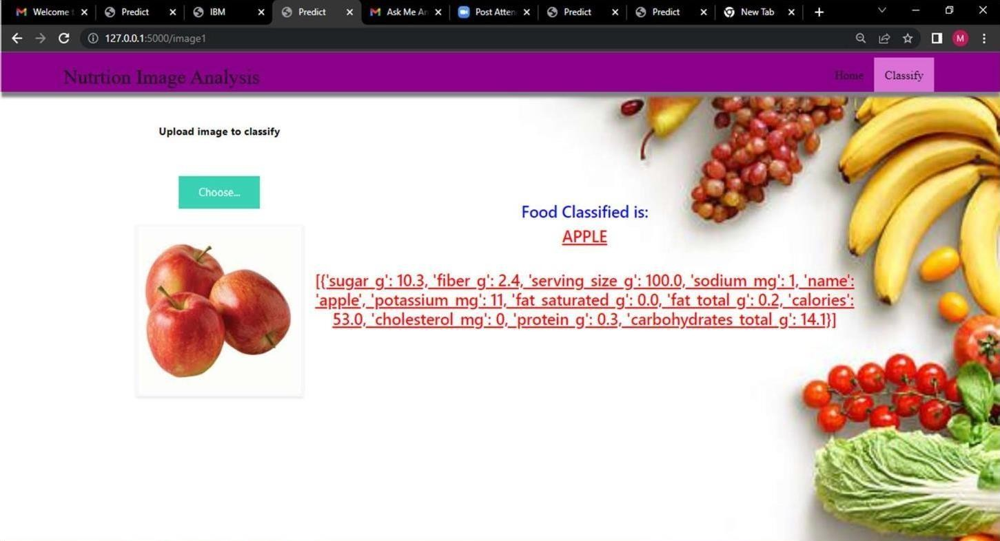 Welcome
Predict
IBM
Predict
Ask Me An
Post Atten
Predict
Predict
New Tab
127.0.0.1:5000/image1
M
Nutrtion Image Analysis
Home
Classify
Upload image to classify
Choose...
Food Classified is:
APPLE
[{'sugar_g': 10.3, 'fiber_g': 2.4, 'serving_size_g': 100.0, 'sodium_mg': 1, 'name':
'apple', 'potassium_mg': 11, 'fat_saturated_g': 0.0, 'fat_total_g': 0.2, 'calories':
53.0, 'cholesterol_mg': 0, 'protein_g': 0.3, 'carbohydrates_total_g': 14.1}]